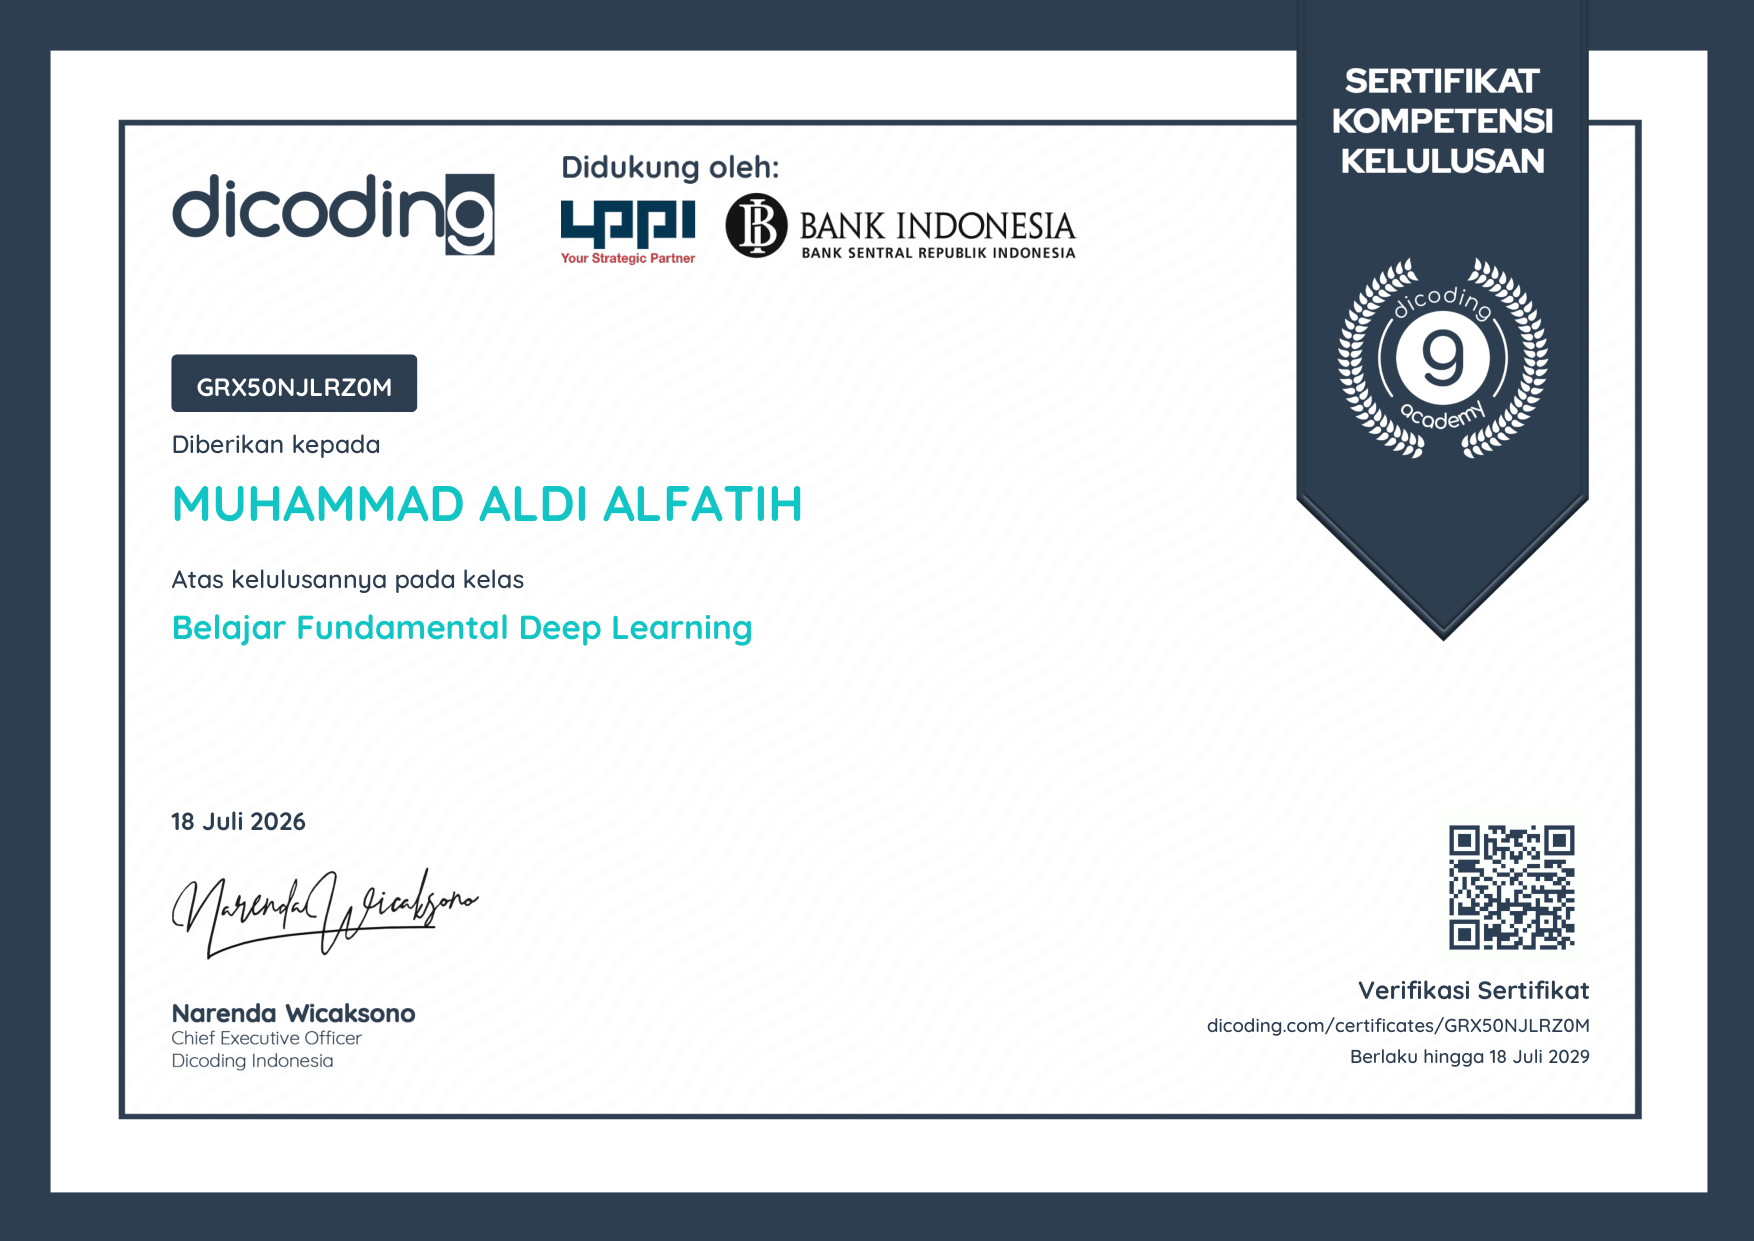 dicoding
Didukung oleh:
LPPI
Your Strategic Partner
BANK INDONESIA
BANK SENTRAL REPUBLIK INDONESIA
SERTIFIKAT
KOMPETENSI
KELULUSAN
dicoding
academy
GRX50NJLRZ0M
Diberikan kepada
MUHAMMAD ALDI ALFATIH
Atas kelulusannya pada kelas
Belajar Fundamental Deep Learning
18 Juli 2026
Narenda Wicaksono
Narenda Wicaksono
Chief Executive Officer
Dicoding Indonesia
Verifikasi Sertifikat
dicoding.com/certificates/GRX50NJLRZ0M
Berlaku hingga 18 Juli 2029